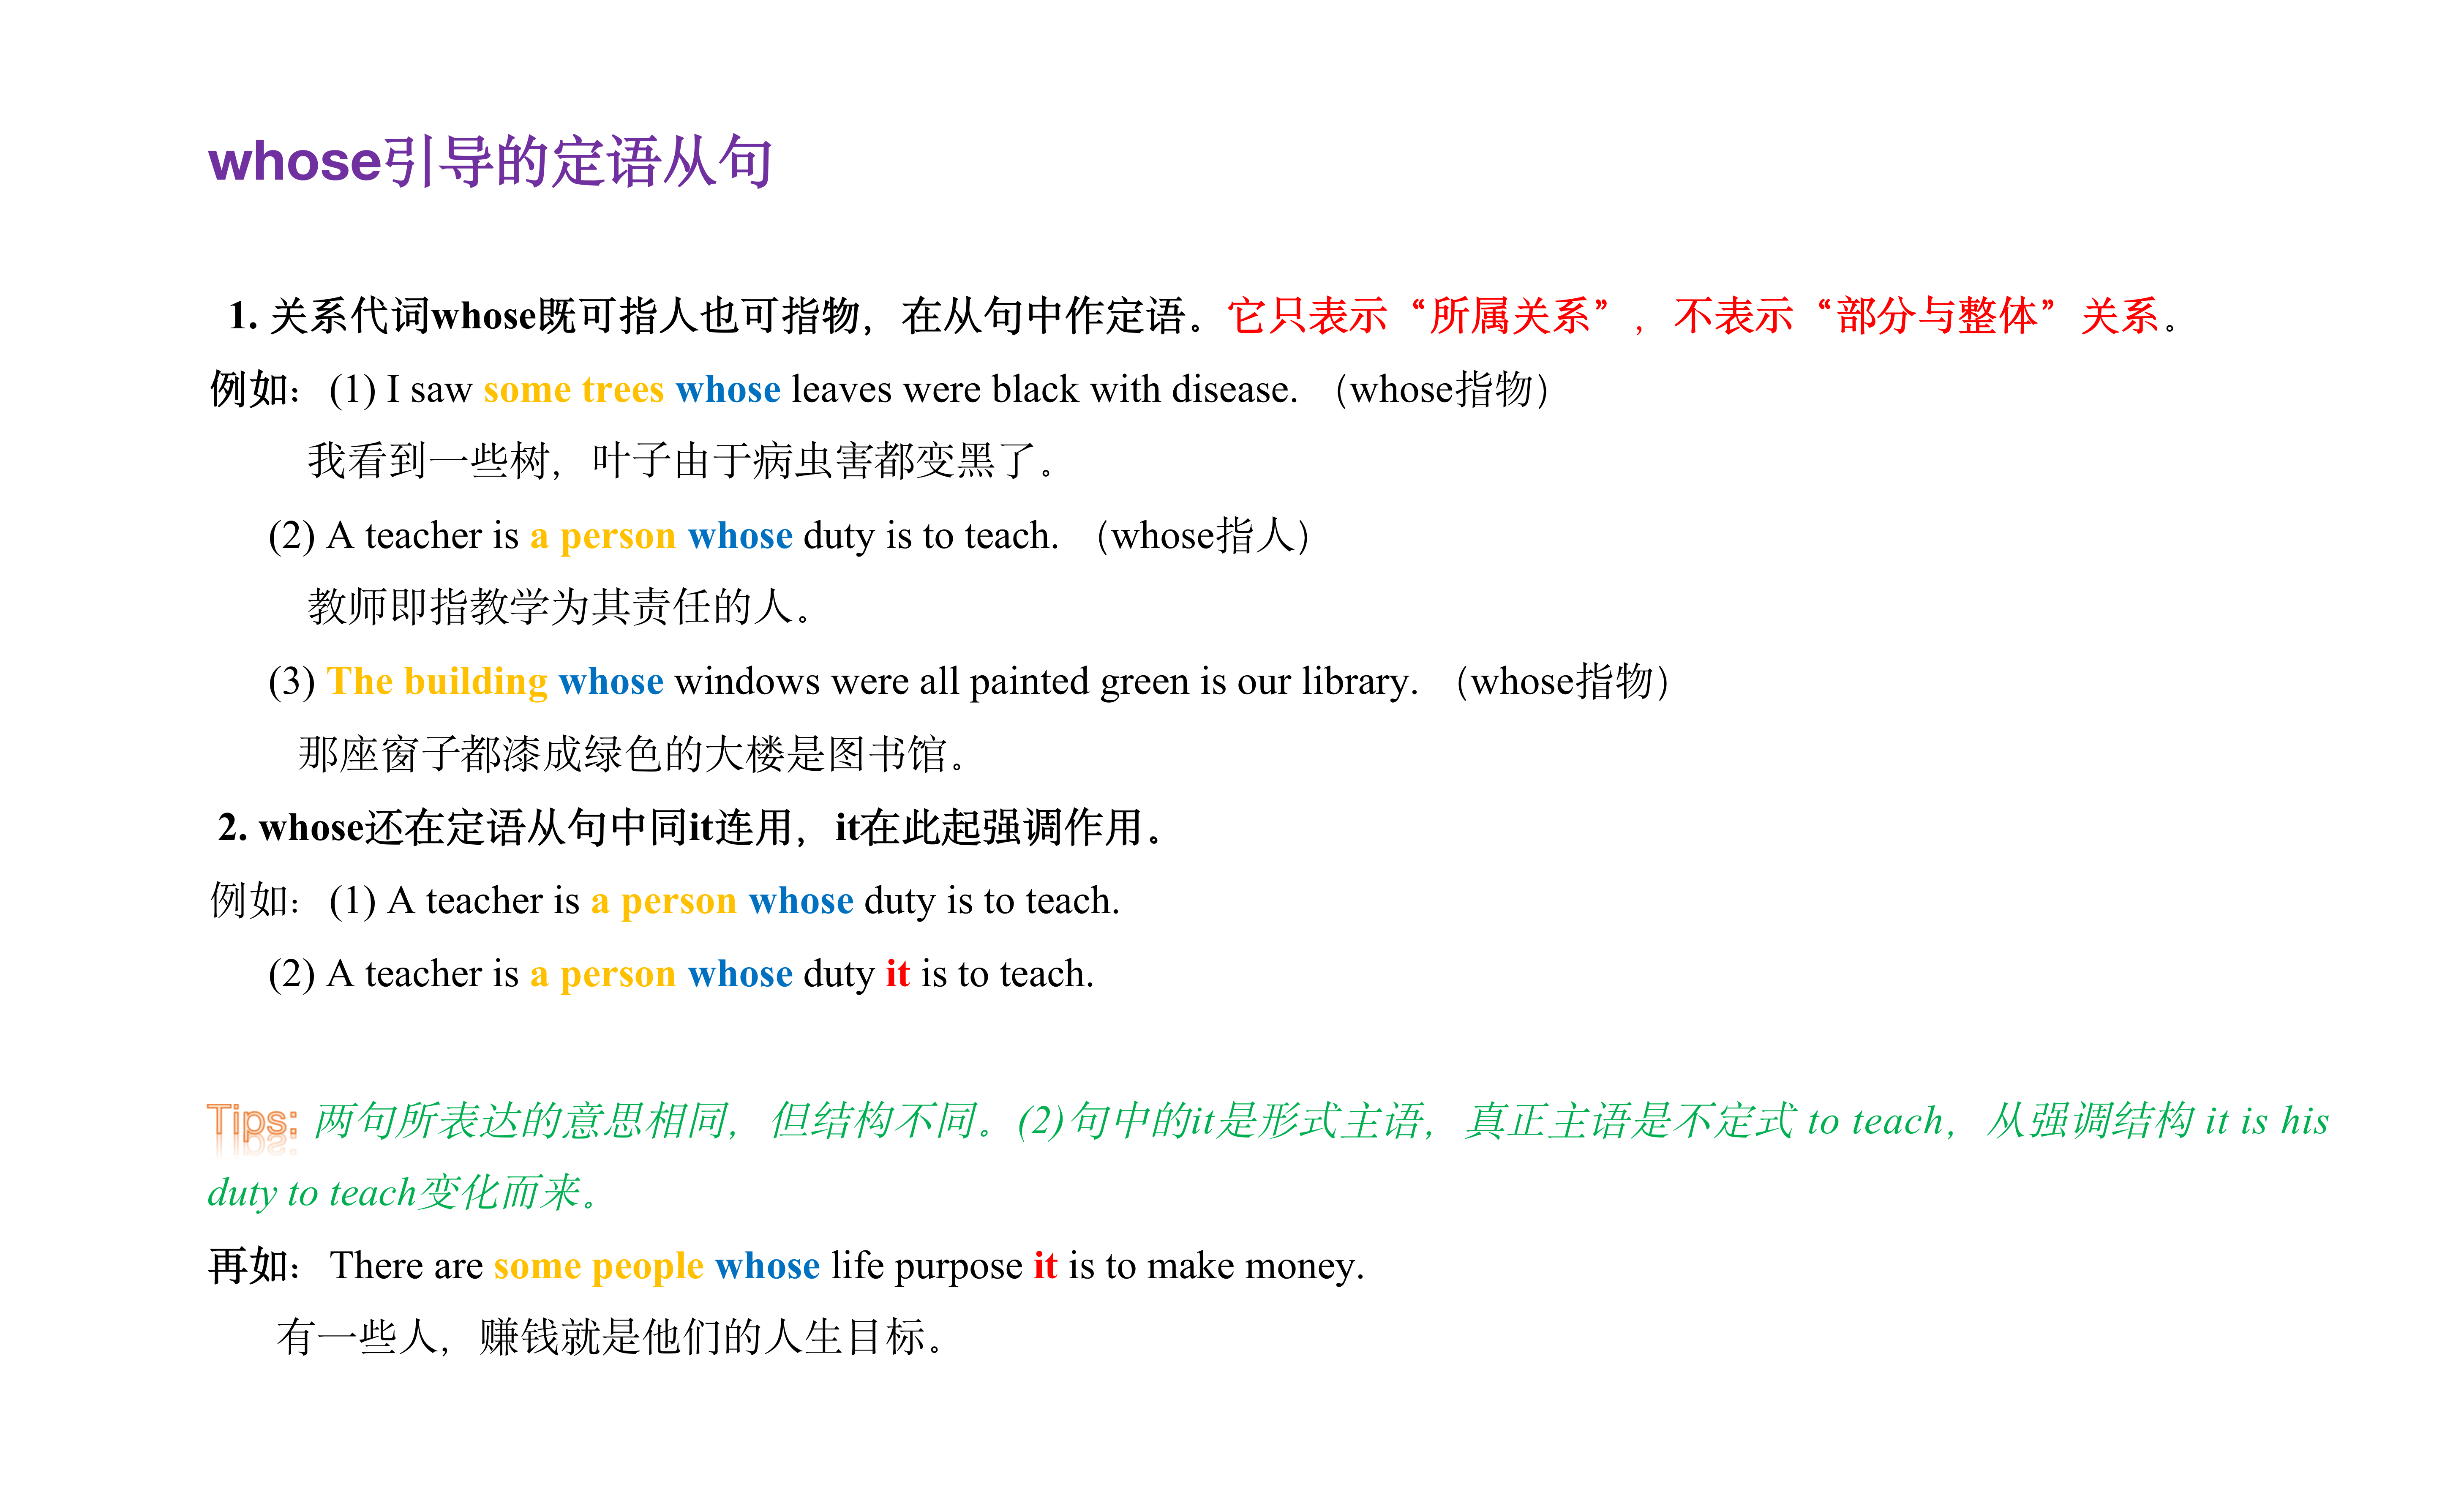 whose引导的定语从句
1. 关系代词whose既可指人也可指物，在从句中作定语。它只表示“所属关系”，不表示“部分与整体”关系。
例如：(1) I saw some trees whose leaves were black with disease. （whose指物）
我看到一些树，叶子由于病虫害都变黑了。
(2) A teacher is a person whose duty is to teach. （whose指人）
教师即指教学为其责任的人。
(3) The building whose windows were all painted green is our library. （whose指物）
那座窗子都漆成绿色的大楼是图书馆。
2. whose还在定语从句中同it连用，it在此起强调作用。
例如：(1) A teacher is a person whose duty is to teach.
(2) A teacher is a person whose duty it is to teach.
Tips: 两句所表达的意思相同，但结构不同。(2)句中的it是形式主语，真正主语是不定式 to teach，从强调结构 it is his
duty to teach变化而来。
再如：There are some people whose life purpose it is to make money.
有一些人，赚钱就是他们的人生目标。